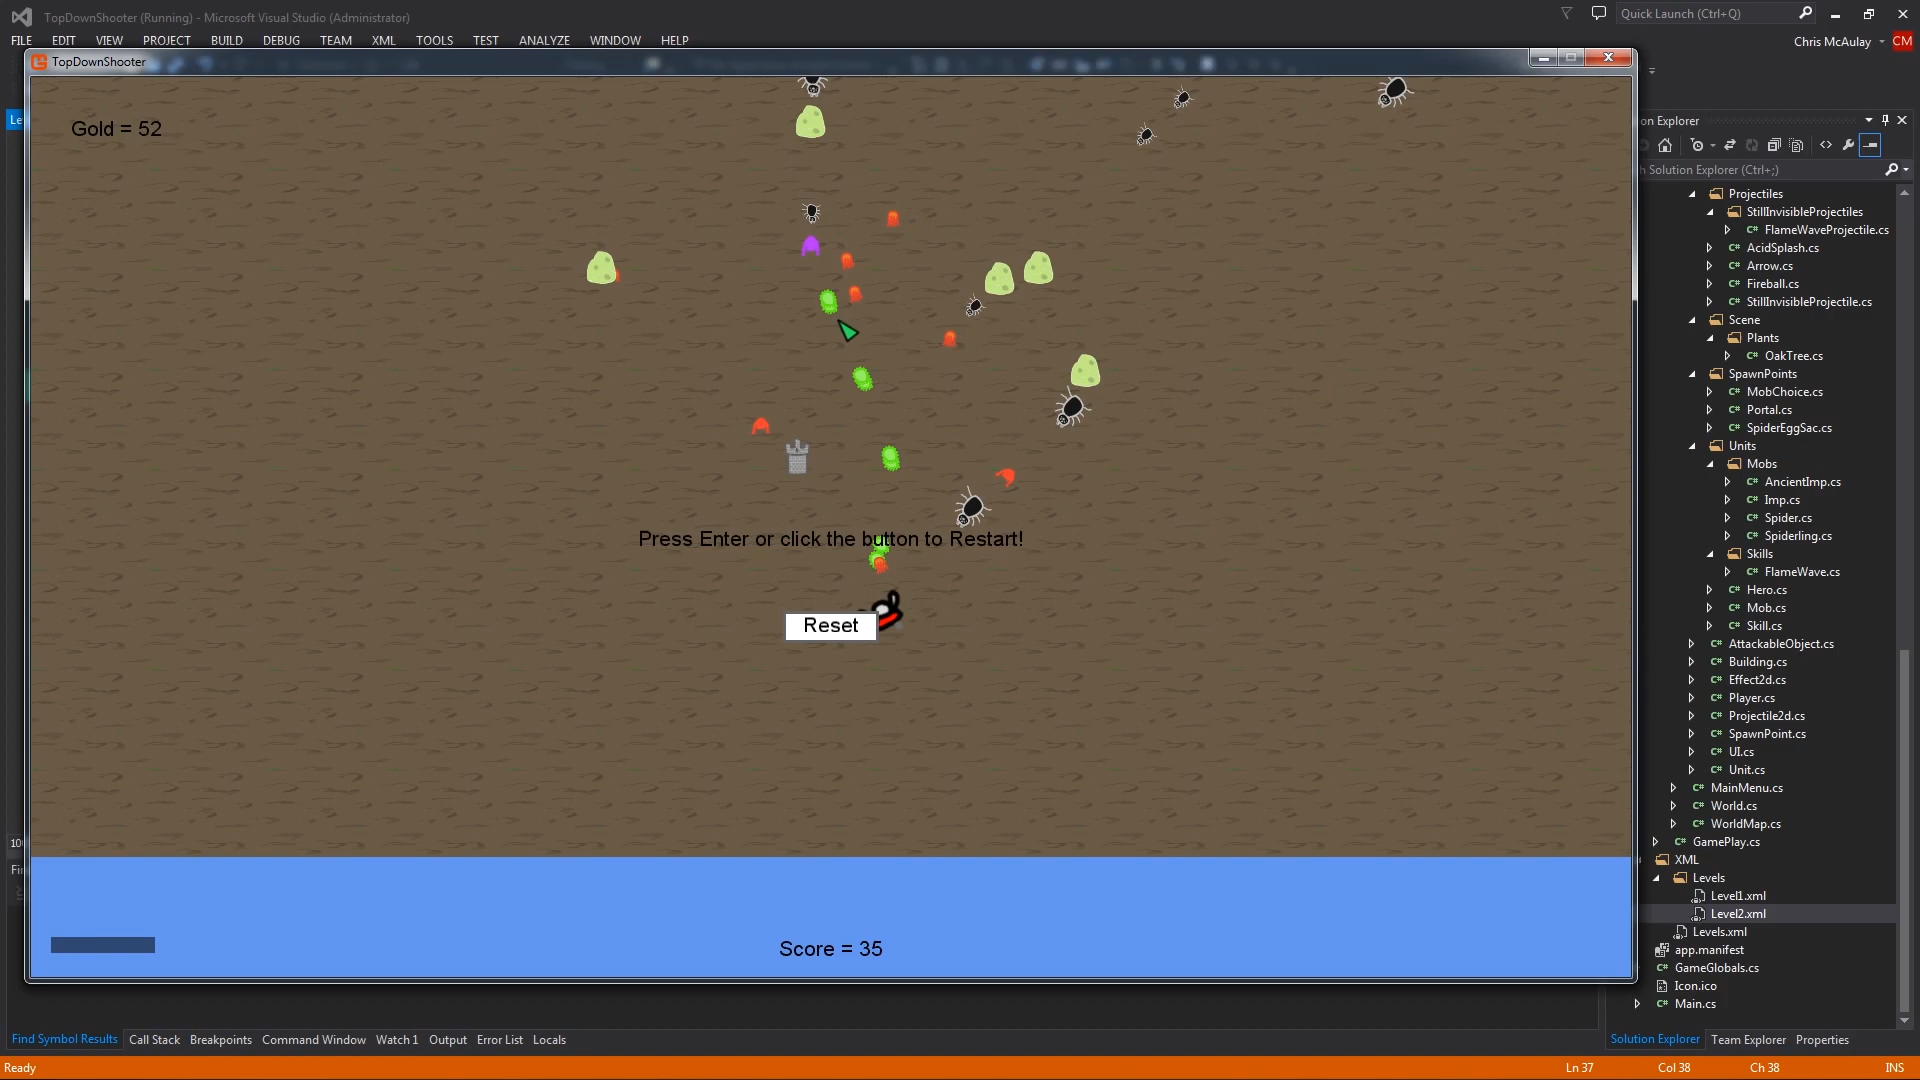 TopDownShooter (Running) - Microsoft Visual Studio (Administrator)
Quick Launch (Ctrl+Q)
FILE EDIT VIEW PROJECT BUILD DEBUG TEAM XML TOOLS TEST ANALYZE WINDOW HELP
Chris McAulay CM
TopDownShooter
Gold = 52
Press Enter or click the button to Restart!
Reset
Score = 35
on Explorer
h Solution Explorer (Ctrl+;)
Projectiles
StillInvisibleProjectiles
C# FlameWaveProjectile.cs
C# AcidSplash.cs
C# Arrow.cs
C# Fireball.cs
C# StillInvisibleProjectile.cs
Scene
Plants
C# OakTree.cs
SpawnPoints
C# MobChoice.cs
C# Portal.cs
C# SpiderEggSac.cs
Units
Mobs
C# AncientImp.cs
C# Imp.cs
C# Spider.cs
C# Spiderling.cs
Skills
C# FlameWave.cs
C# Hero.cs
C# Mob.cs
C# Skill.cs
C# AttackableObject.cs
C# Building.cs
C# Effect2d.cs
C# Player.cs
C# Projectile2d.cs
C# SpawnPoint.cs
C# UI.cs
C# Unit.cs
C# MainMenu.cs
C# World.cs
C# WorldMap.cs
C# GamePlay.cs
XML
Levels
Level1.xml
Level2.xml
Levels.xml
app.manifest
C# GameGlobals.cs
Icon.ico
C# Main.cs
Le
10
Fin
Find Symbol Results Call Stack Breakpoints Command Window Watch 1 Output Error List Locals
Solution Explorer Team Explorer Properties
Ready
Ln 37 Col 38 Ch 38 INS